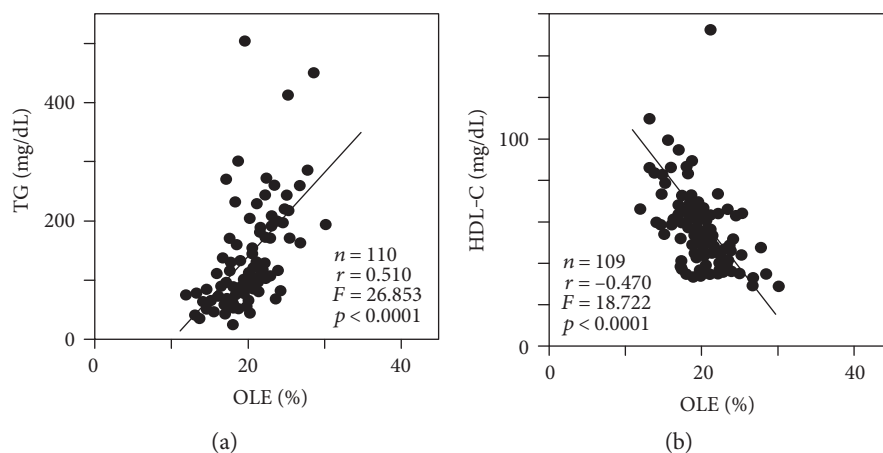 TG (mg/dL)
400
200
0
0
20
40
OLE (%)
n = 110
r = 0.510
F = 26.853
p < 0.0001
(a)
HDL-C (mg/dL)
100
0
0
20
40
OLE (%)
n = 109
r = –0.470
F = 18.722
p < 0.0001
(b)